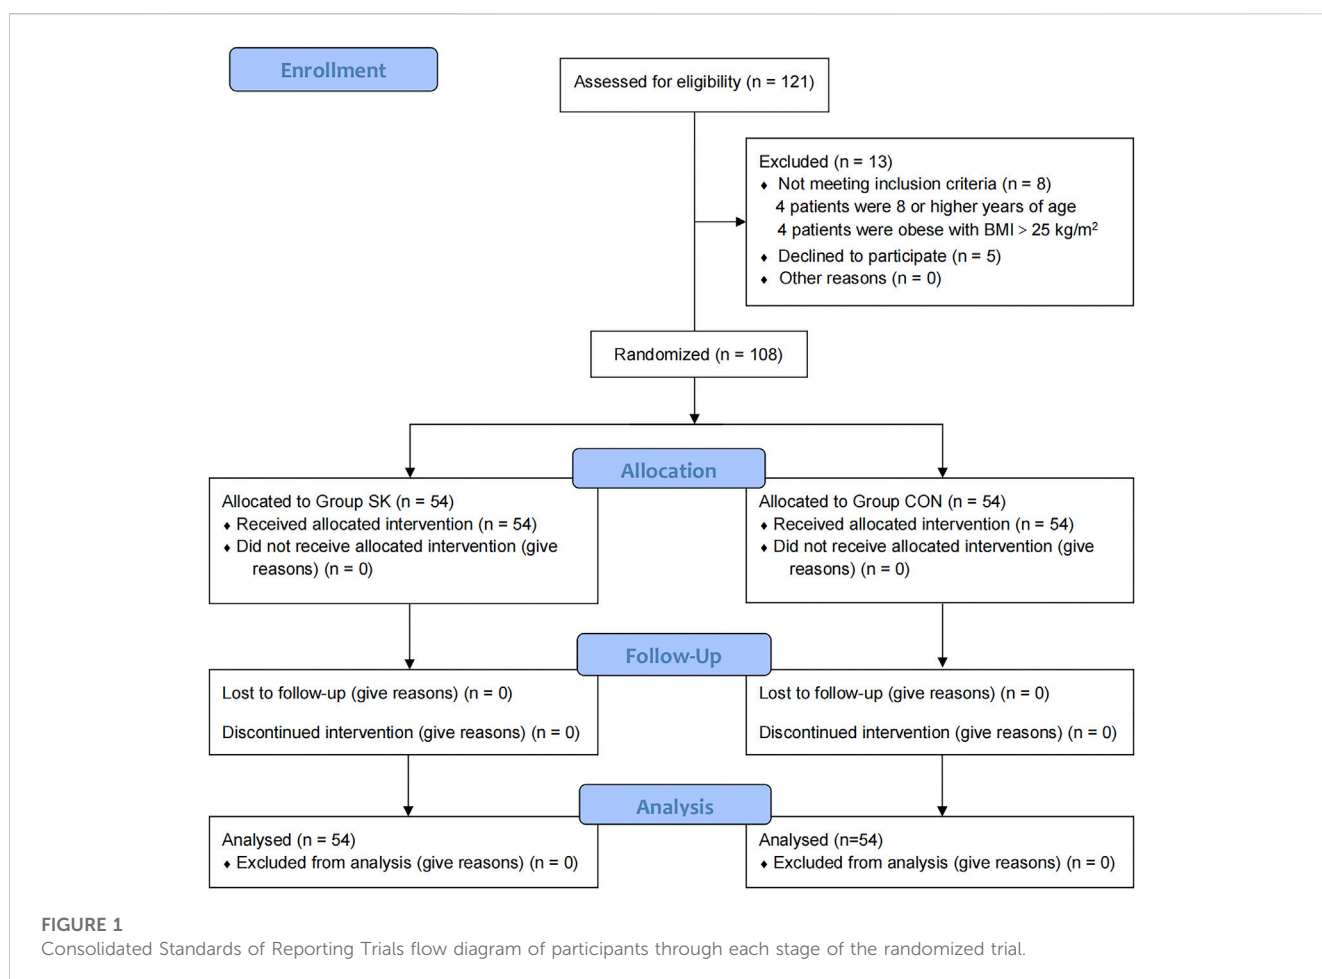 Enrollment
Assessed for eligibility (n = 121)
Excluded (n = 13)
♦ Not meeting inclusion criteria (n = 8)
4 patients were 8 or higher years of age
4 patients were obese with BMI > 25 kg/m²
♦ Declined to participate (n = 5)
♦ Other reasons (n = 0)
Randomized (n = 108)
Allocation
Allocated to Group SK (n = 54)
♦ Received allocated intervention (n = 54)
♦ Did not receive allocated intervention (give
reasons) (n = 0)
Allocated to Group CON (n = 54)
♦ Received allocated intervention (n = 54)
♦ Did not receive allocated intervention (give
reasons) (n = 0)
Follow-Up
Lost to follow-up (give reasons) (n = 0)
Discontinued intervention (give reasons) (n = 0)
Lost to follow-up (give reasons) (n = 0)
Discontinued intervention (give reasons) (n = 0)
Analysis
Analysed (n = 54)
♦ Excluded from analysis (give reasons) (n = 0)
Analysed (n=54)
♦ Excluded from analysis (give reasons) (n = 0)
FIGURE 1
Consolidated Standards of Reporting Trials flow diagram of participants through each stage of the randomized trial.